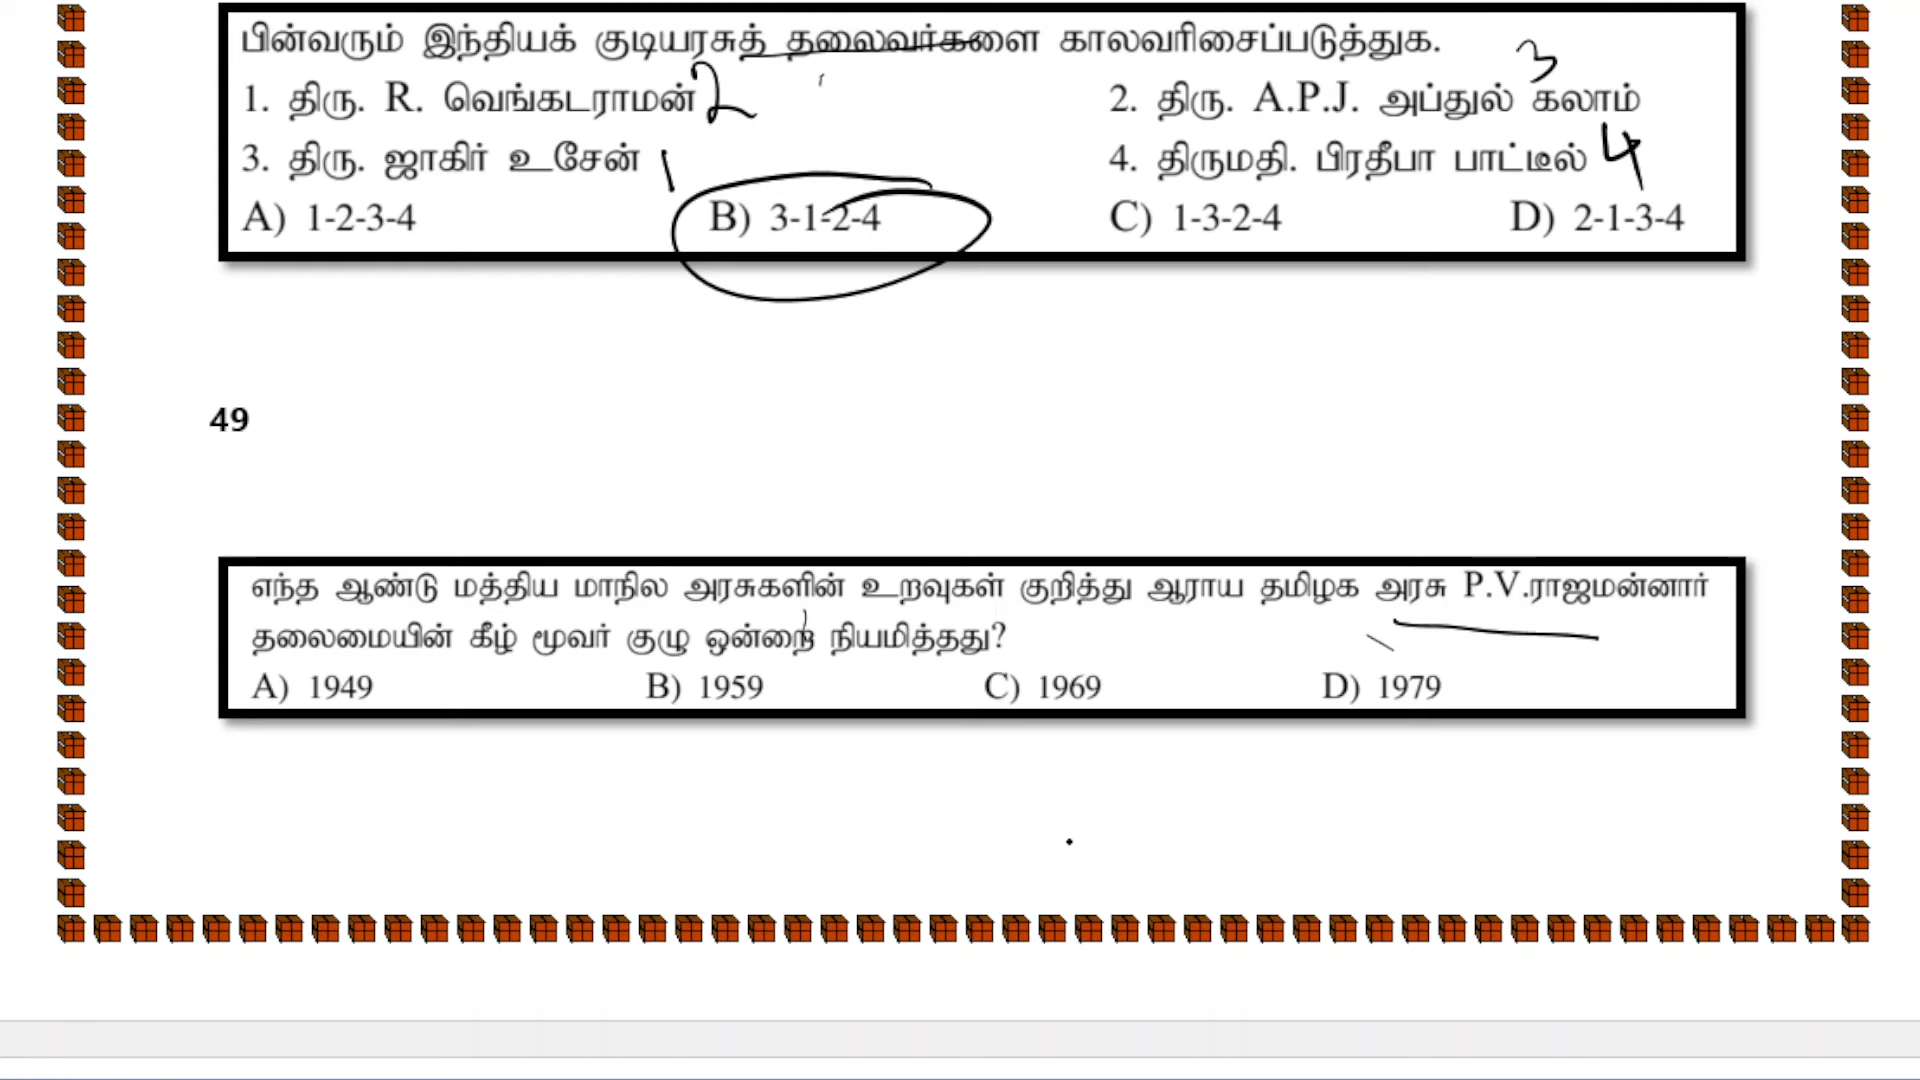 பின்வரும் இந்தியக் குடியரசுத் தலைவர்களை காலவரிசைப்படுத்துக. 3
1. திரு. R. வெங்கடராமன் 2 2. திரு. A.P.J. அப்துல் கலாம்
3. திரு. ஜாகிர் உசேன் 1 4. திருமதி. பிரதீபா பாட்டீல் 4
A) 1-2-3-4 B) 3-1-2-4 C) 1-3-2-4 D) 2-1-3-4
49
எந்த ஆண்டு மத்திய மாநில அரசுகளின் உறவுகள் குறித்து ஆராய தமிழக அரசு P.V.ராஜமன்னார்
தலைமையின் கீழ் மூவர் குழு ஒன்றை நியமித்தது?
A) 1949 B) 1959 C) 1969 D) 1979